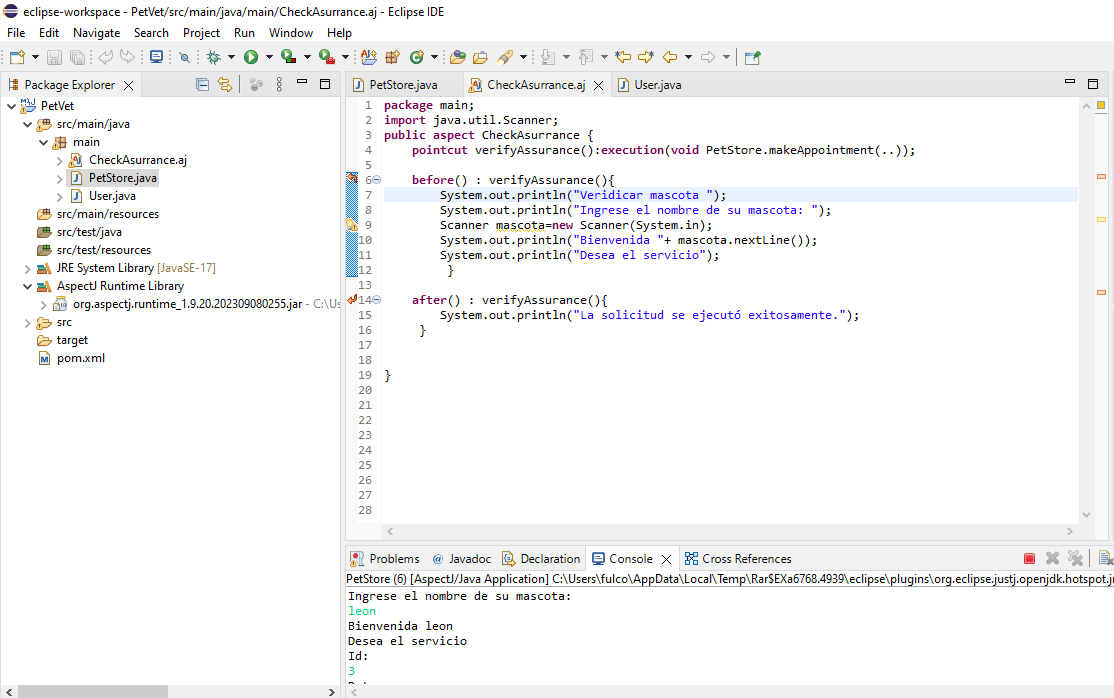 eclipse-workspace - PetVet/src/main/java/main/CheckAsurrance.aj - Eclipse IDE
File Edit Navigate Search Project Run Window Help
Package Explorer
PetStore.java CheckAsurrance.aj User.java
PetVet
src/main/java
main
CheckAsurrance.aj
PetStore.java
User.java
src/main/resources
src/test/java
src/test/resources
JRE System Library [JavaSE-17]
AspectJ Runtime Library
org.aspectj.runtime_1.9.20.202309080255.jar - C:\Us
src
target
pom.xml
1 package main;
2 import java.util.Scanner;
3 public aspect CheckAsurrance {
4 pointcut verifyAssurance():execution(void PetStore.makeAppointment(..));
5
6 before() : verifyAssurance(){
7 System.out.println("Veridicar mascota ");
8 System.out.println("Ingrese el nombre de su mascota: ");
9 Scanner mascota=new Scanner(System.in);
10 System.out.println("Bienvenida "+ mascota.nextLine());
11 System.out.println("Desea el servicio");
12 }
13
14 after() : verifyAssurance(){
15 System.out.println("La solicitud se ejecutó exitosamente.");
16 }
17
18
19 }
20
21
22
23
24
25
26
27
28
Problems @ Javadoc Declaration Console Cross References
PetStore (6) [AspectJ/Java Application] C:\Users\fulco\AppData\Local\Temp\Rar$EXa6768.4939\eclipse\plugins\org.eclipse.justj.openjdk.hotspot.jr
Ingrese el nombre de su mascota:
leon
Bienvenida leon
Desea el servicio
Id:
3